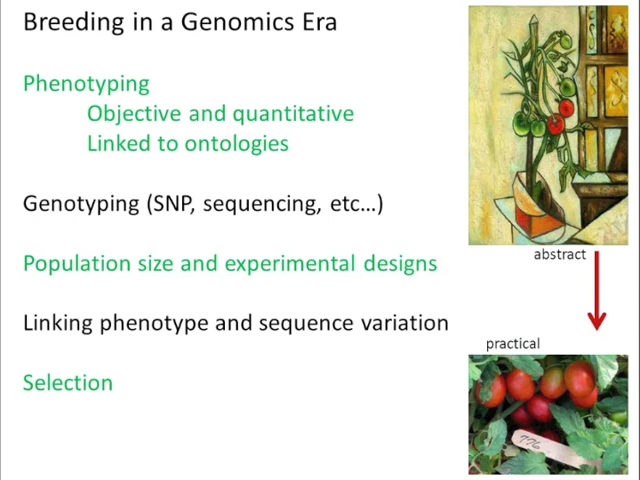 Breeding in a Genomics Era
Phenotyping
Objective and quantitative
Linked to ontologies
Genotyping (SNP, sequencing, etc…)
Population size and experimental designs
Linking phenotype and sequence variation
Selection
abstract
practical
776